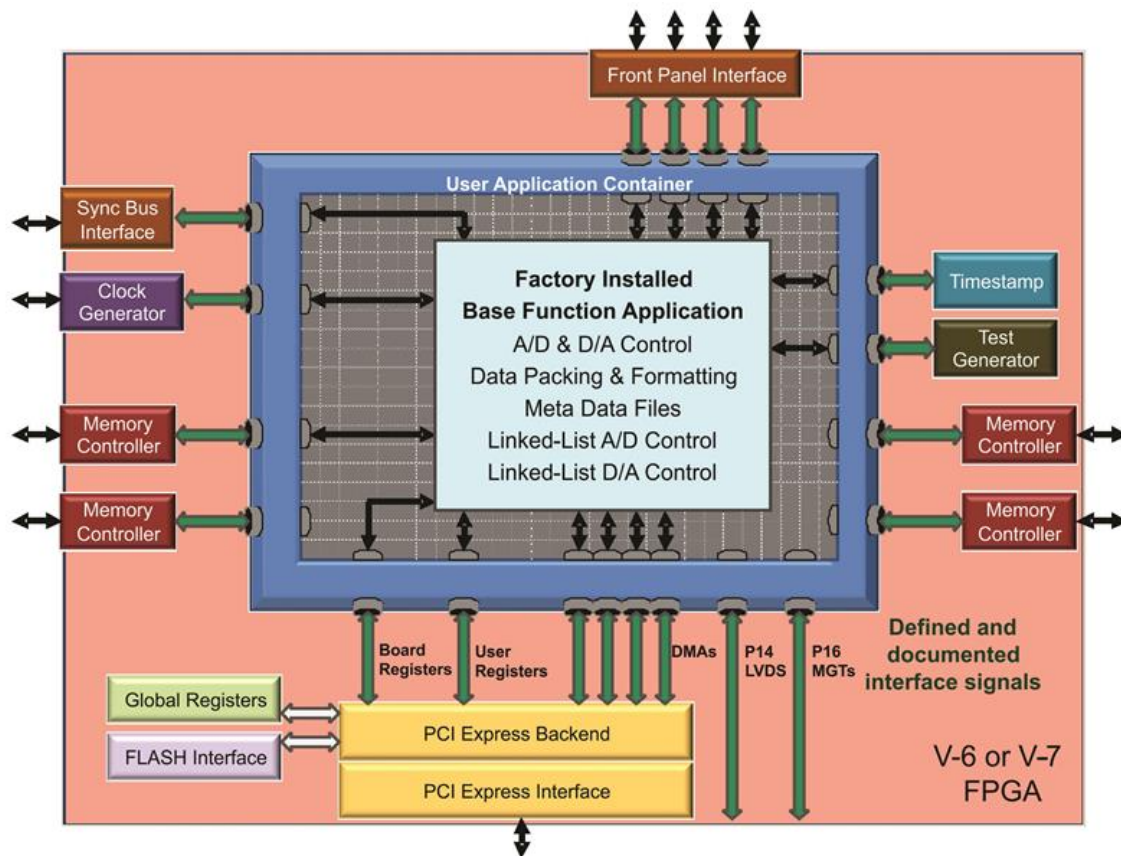 Front Panel Interface
User Application Container
Sync Bus
Interface
Clock
Generator
Memory
Controller
Memory
Controller
Factory Installed
Base Function Application
A/D & D/A Control
Data Packing & Formatting
Meta Data Files
Linked-List A/D Control
Linked-List D/A Control
Timestamp
Test
Generator
Memory
Controller
Memory
Controller
Board
Registers
User
Registers
DMAs
P14
LVDS
P16
MGTs
Defined and
documented
interface signals
Global Registers
FLASH Interface
PCI Express Backend
PCI Express Interface
V-6 or V-7
FPGA